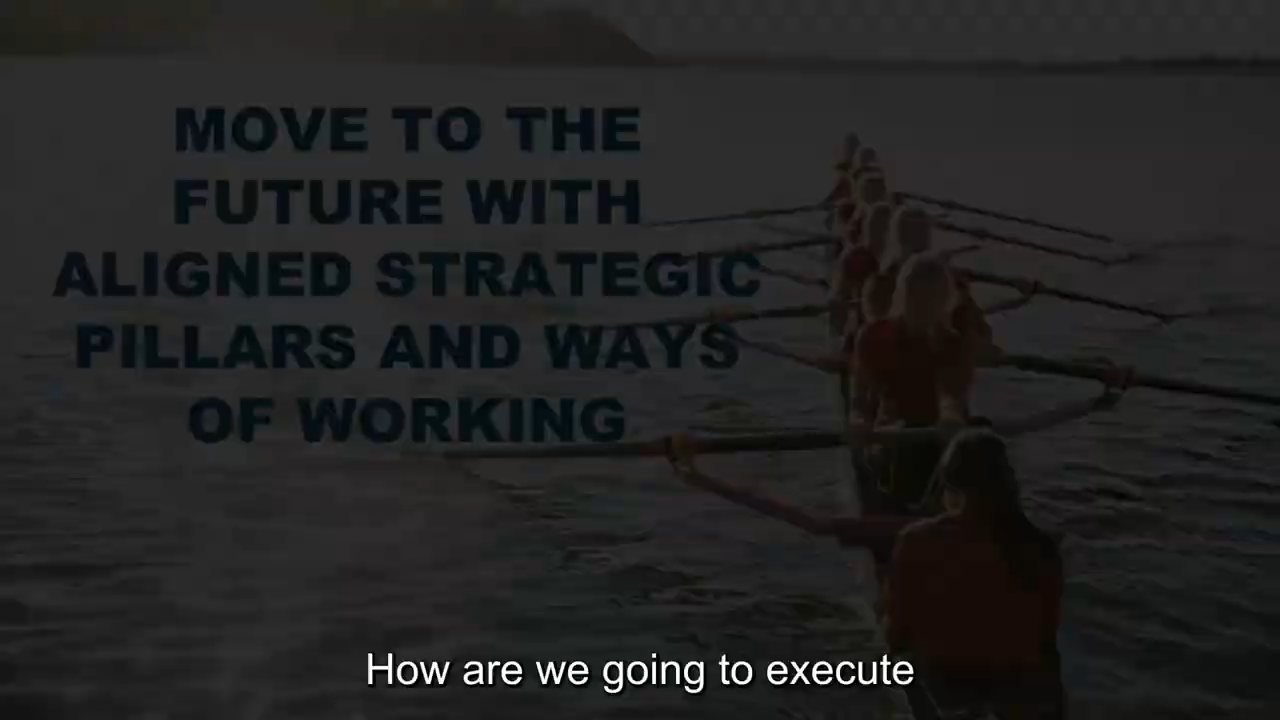 MOVE TO THE
FUTURE WITH
ALIGNED STRATEGIC
PILLARS AND WAYS
OF WORKING
How are we going to execute